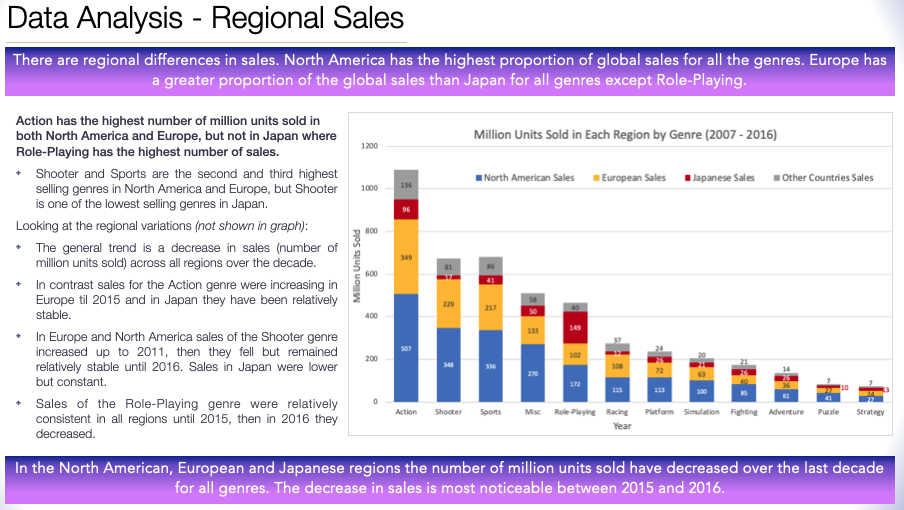 Data Analysis - Regional Sales
There are regional differences in sales. North America has the highest proportion of global sales for all the genres. Europe has
a greater proportion of the global sales than Japan for all genres except Role-Playing.
Action has the highest number of million units sold in
both North America and Europe, but not in Japan where
Role-Playing has the highest number of sales.
Shooter and Sports are the second and third highest
selling genres in North America and Europe, but Shooter
is one of the lowest selling genres in Japan.
Looking at the regional variations (not shown in graph):
The general trend is a decrease in sales (number of
million units sold) across all regions over the decade.
In contrast sales for the Action genre were increasing in
Europe til 2015 and in Japan they have been relatively
stable.
In Europe and North America sales of the Shooter genre
increased up to 2011, then they fell but remained
relatively stable until 2016. Sales in Japan were lower
but constant.
Sales of the Role-Playing genre were relatively
consistent in all regions until 2015, then in 2016 they
decreased.
Million Units Sold in Each Region by Genre (2007 - 2016)
North American Sales European Sales Japanese Sales Other Countries Sales
Million Units Sold
1200
1000
800
600
400
200
0
136
96
349
507
81
229
348
86
41
217
336
58
50
133
270
40
149
102
172
37
108
115
24
26
72
113
20
21
63
100
21
26
40
85
14
26
36
61
7
10
27
41
7
13
24
27
Action Shooter Sports Misc Role-Playing Racing Platform Simulation Fighting Adventure Puzzle Strategy
Year
In the North American, European and Japanese regions the number of million units sold have decreased over the last decade
for all genres. The decrease in sales is most noticeable between 2015 and 2016.